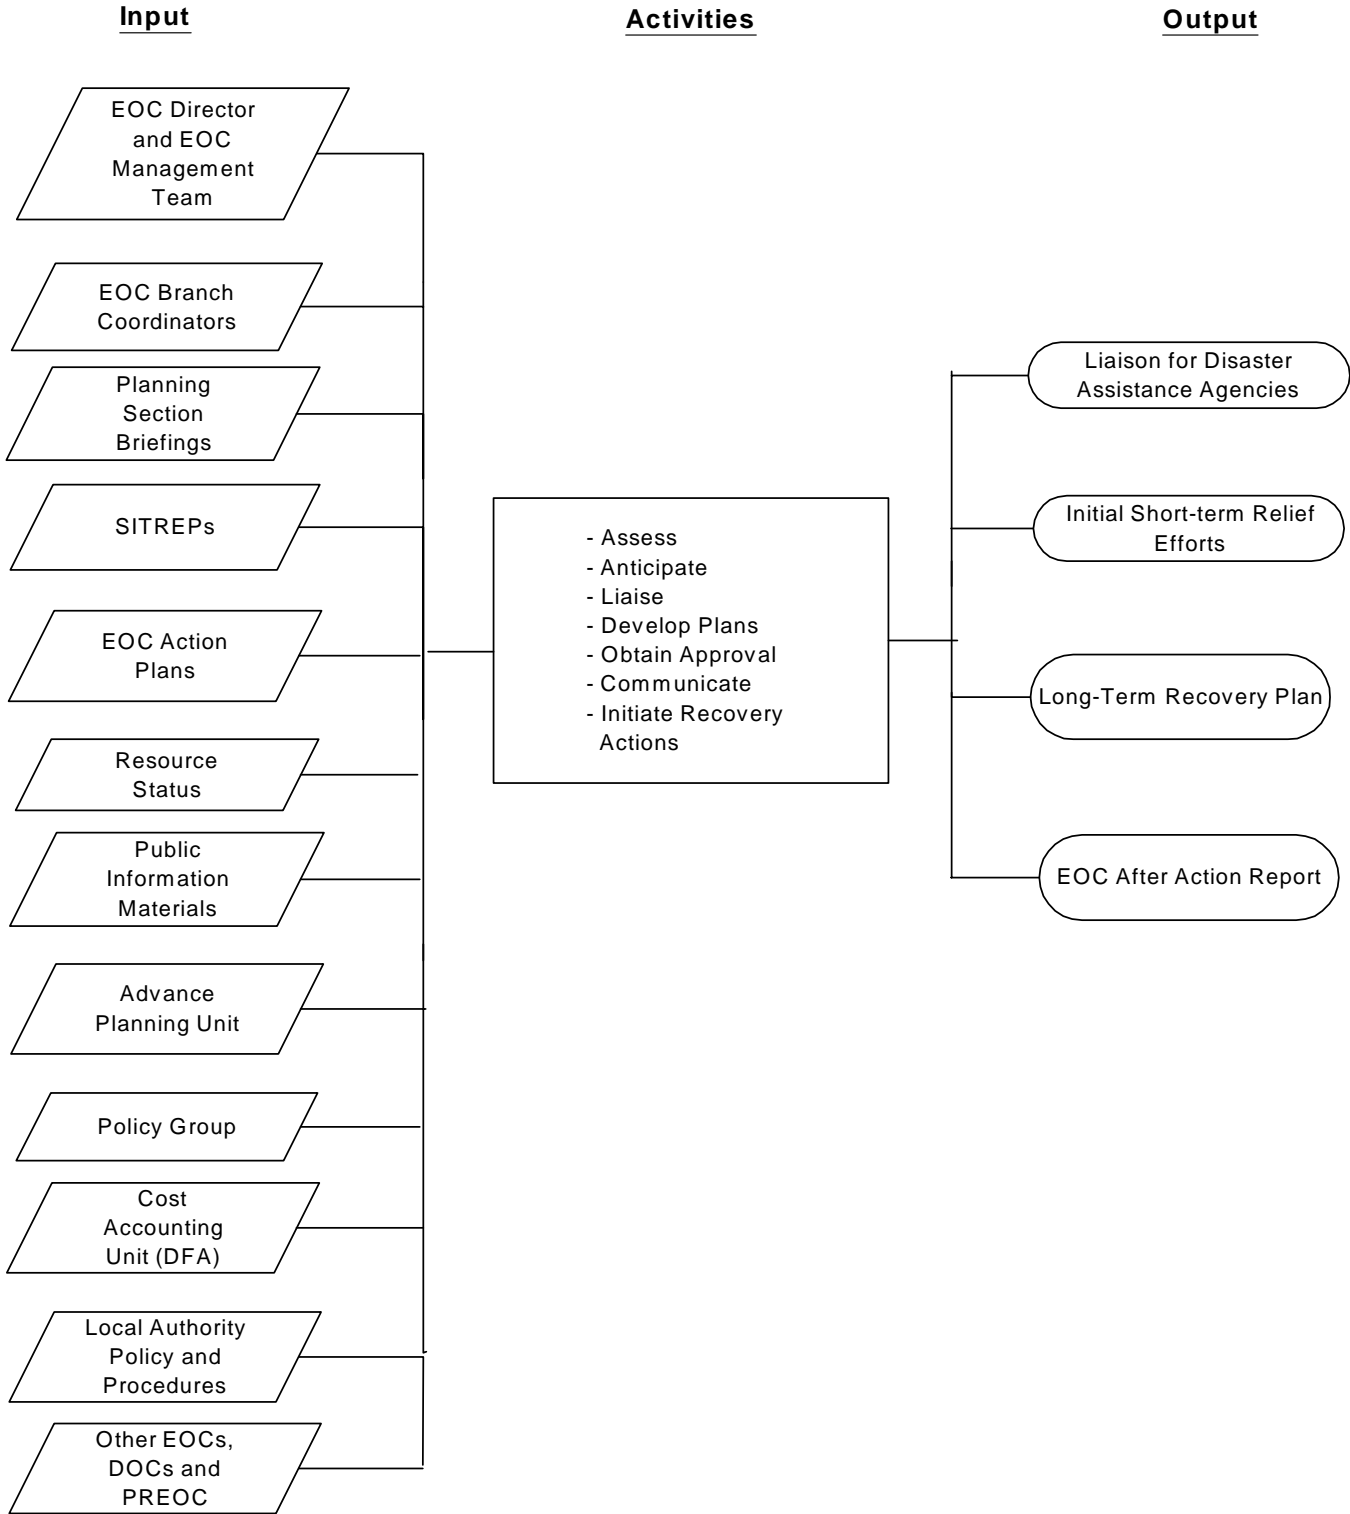 Input
Activities
Output
EOC Director
and EOC
Management
Team
EOC Branch
Coordinators
Planning
Section
Briefings
SITREPs
EOC Action
Plans
Resource
Status
Public
Information
Materials
Advance
Planning Unit
Policy Group
Cost
Accounting
Unit (DFA)
Local Authority
Policy and
Procedures
Other EOCs,
DOCs and
PREOC
- Assess
- Anticipate
- Liaise
- Develop Plans
- Obtain Approval
- Communicate
- Initiate Recovery
Actions
Liaison for Disaster
Assistance Agencies
Initial Short-term Relief
Efforts
Long-Term Recovery Plan
EOC After Action Report